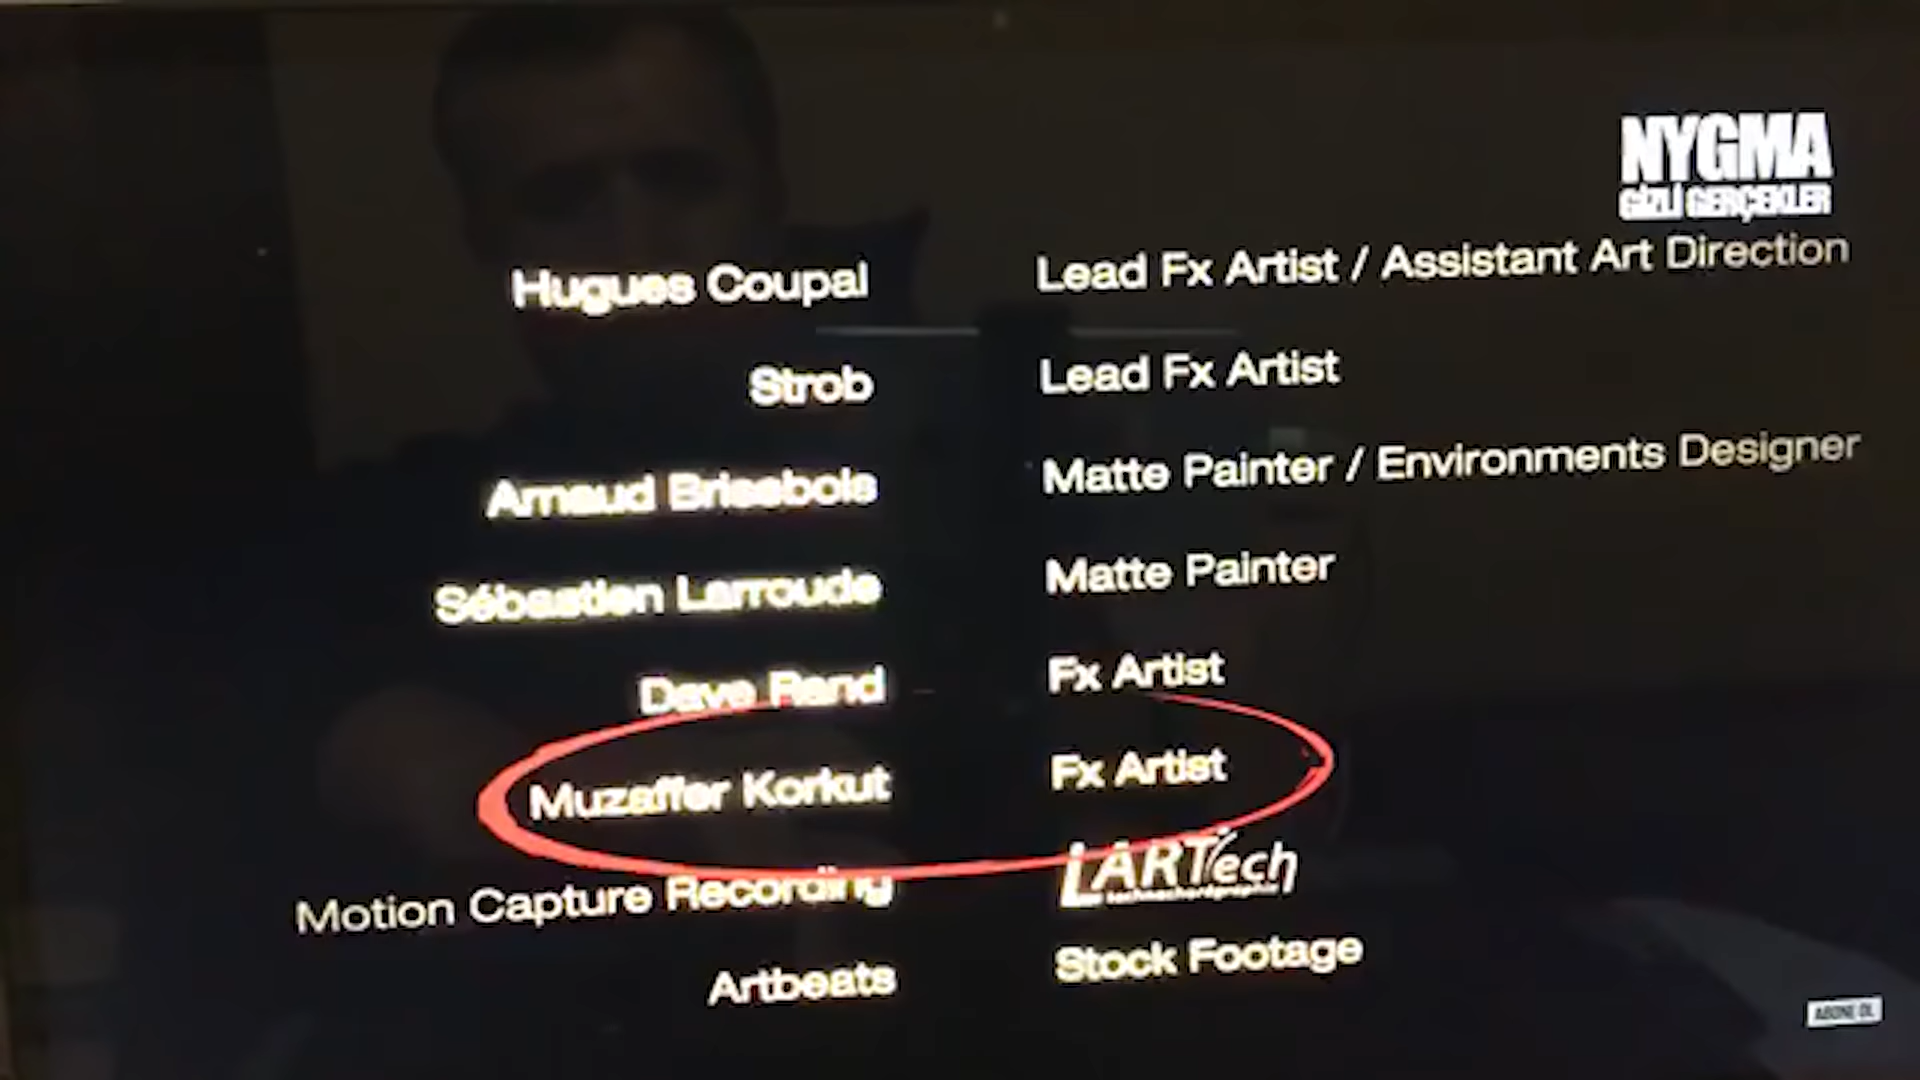 NYGMA
GİZLİ GERÇEKLER
Hugues Coupal Lead Fx Artist / Assistant Art Direction
Strob Lead Fx Artist
Arnaud Brisebois Matte Painter / Environments Designer
Sébastien Larroude Matte Painter
Dave Rand Fx Artist
Muzaffer Korkut Fx Artist
Motion Capture Recording LARTech
Artbeats Stock Footage
ABONE OL